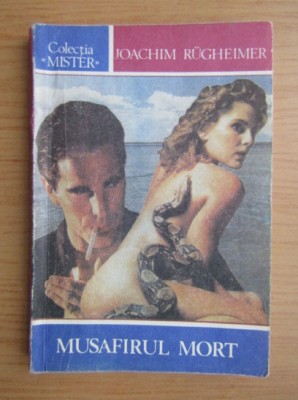 Colecția
"MISTER"
JOACHIM RÜGHEIMER
MUSAFIRUL MORT